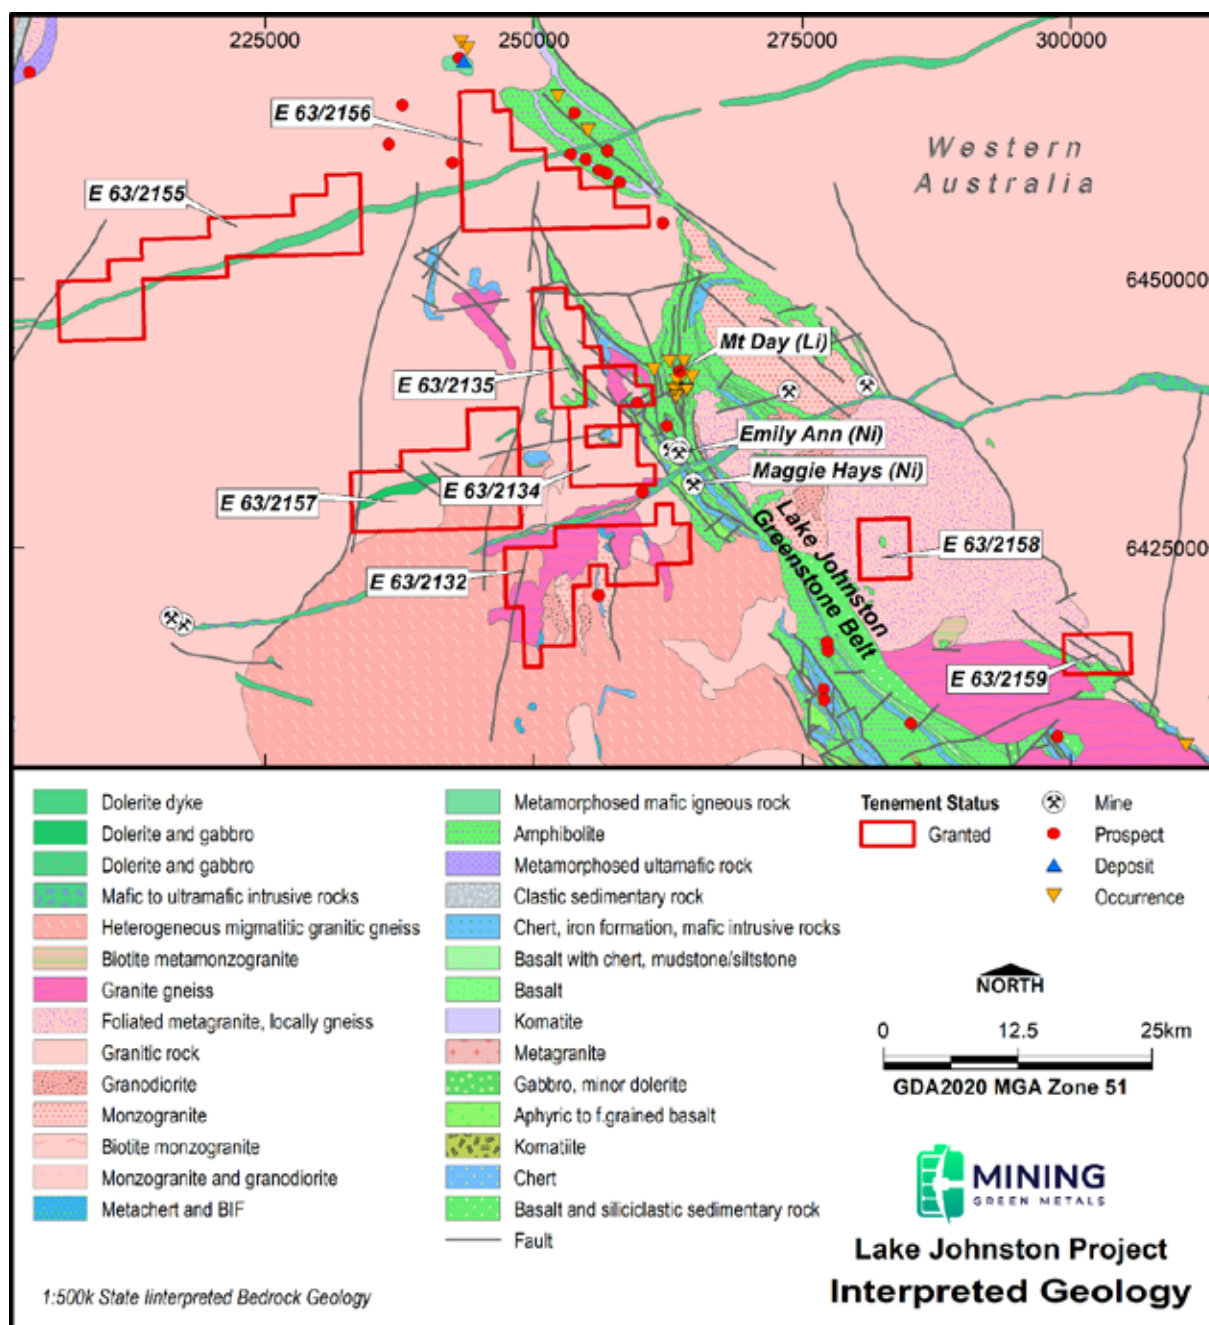 225000 250000 275000 300000
E 63/2156
Western
Australia
E 63/2155
6450000
Mt Day (Li)
E 63/2135
Emily Ann (Ni)
Maggie Hays (Ni)
E 63/2134
E 63/2157
Lake Johnston
Greenstone Belt
E 63/2158
6425000
E 63/2132
E 63/2159
Dolerite dyke
Dolerite and gabbro
Dolerite and gabbro
Mafic to ultramafic intrusive rocks
Heterogeneous migmatitic granitic gneiss
Biotite metamonzogranite
Granite gneiss
Foliated metagranite, locally gneiss
Granitic rock
Granodiorite
Monzogranite
Biotite monzogranite
Monzogranite and granodiorite
Metachert and BIF
Metamorphosed mafic igneous rock
Amphibolite
Metamorphosed ultamafic rock
Clastic sedimentary rock
Chert, iron formation, mafic intrusive rocks
Basalt with chert, mudstone/siltstone
Basalt
Komatite
Metagranite
Gabbro, minor dolerite
Aphyric to f.grained basalt
Komatiite
Chert
Basalt and siliciclastic sedimentary rock
Fault
Tenement Status
Granted
Mine
Prospect
Deposit
Occurrence
NORTH
0 12.5 25km
GDA2020 MGA Zone 51
MINING
GREEN METALS
Lake Johnston Project
Interpreted Geology
1:500k State Iinterpreted Bedrock Geology